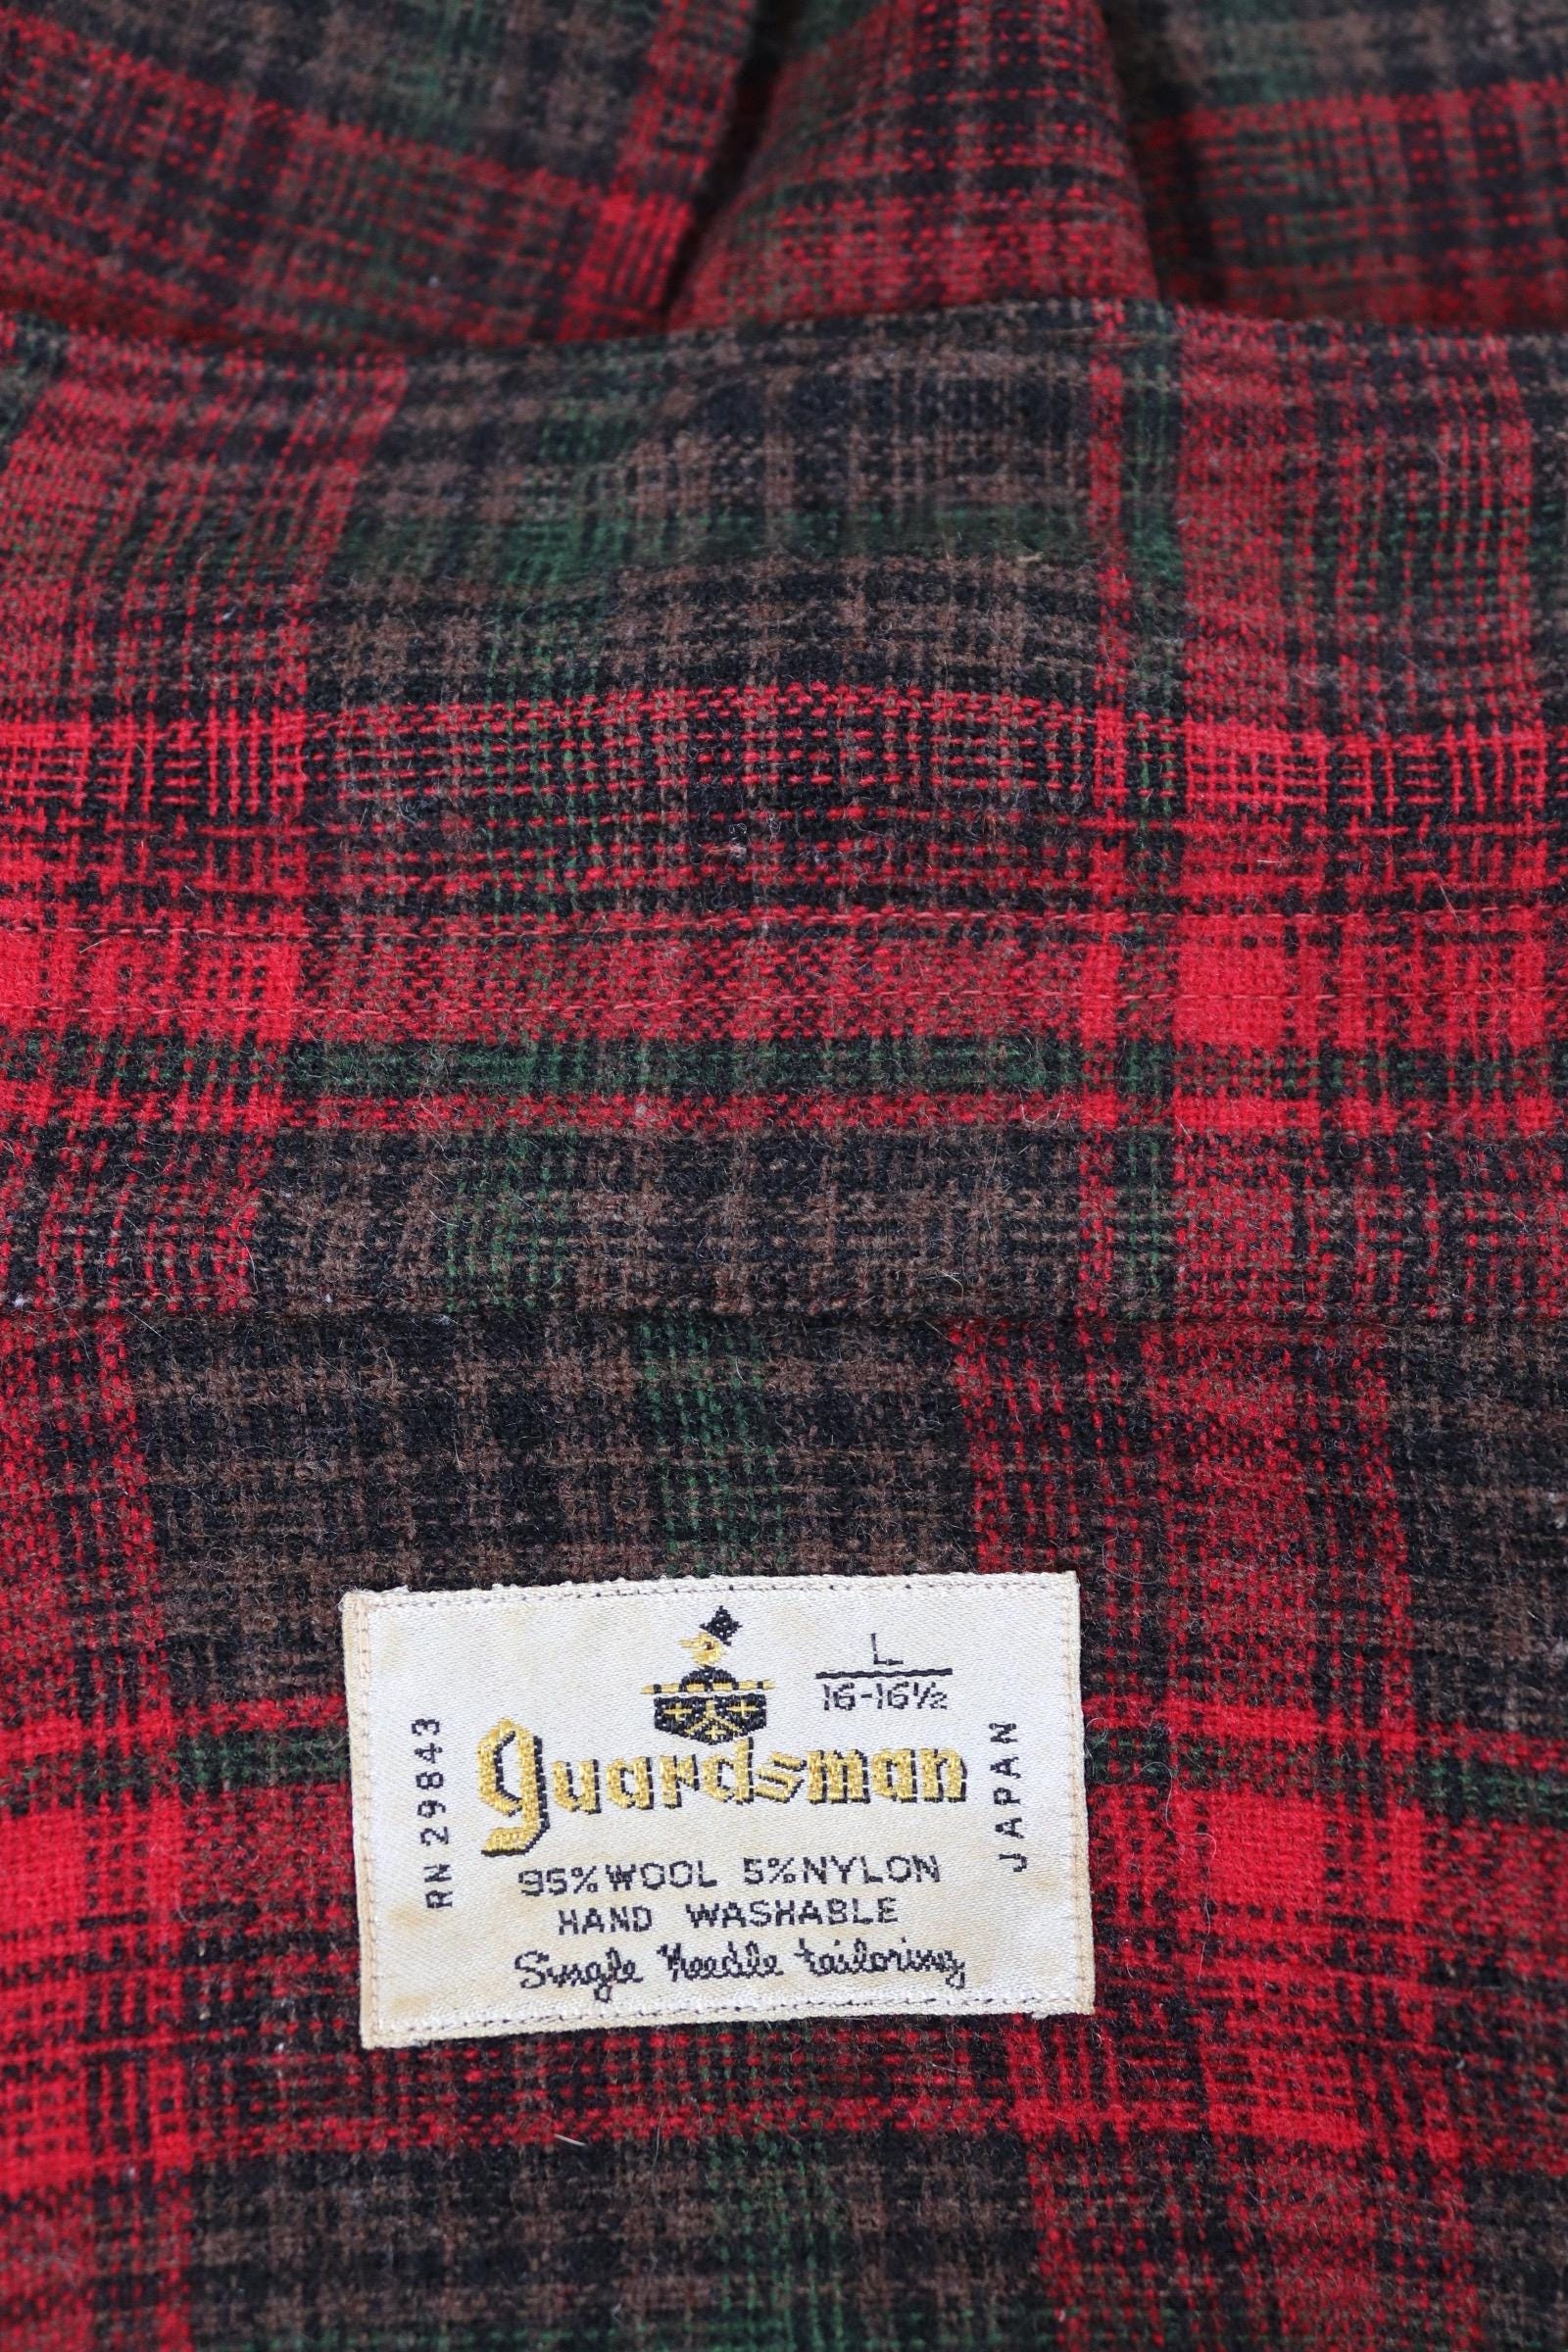 L
16-16½
guardsman
RN 29843
JAPAN
95% WOOL 5% NYLON
HAND WASHABLE
Single needle tailoring